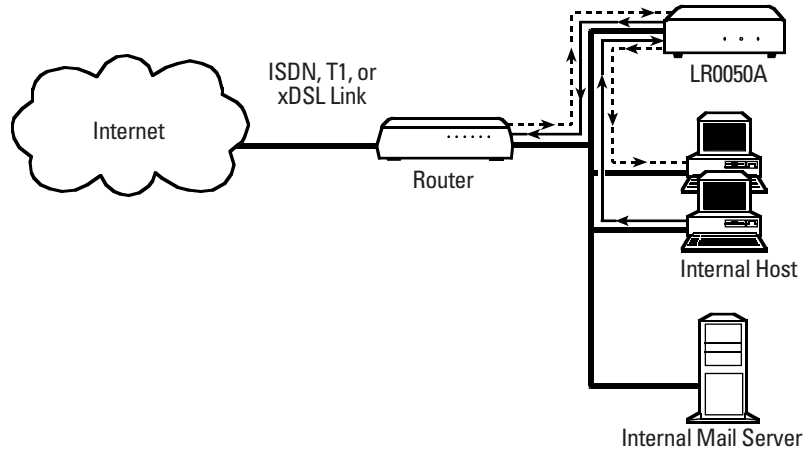 ISDN, T1, or
xDSL Link
LR0050A
Internet
Router
Internal Host
Internal Mail Server